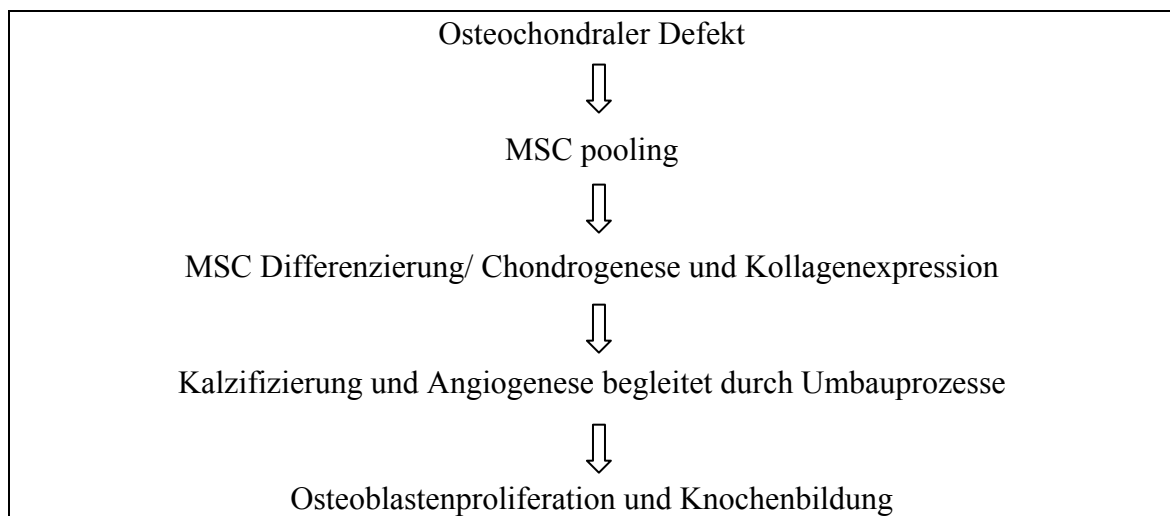 Osteochondraler Defekt
MSC pooling
MSC Differenzierung/ Chondrogenese und Kollagenexpression
Kalzifizierung und Angiogenese begleitet durch Umbauprozesse
Osteoblastenproliferation und Knochenbildung